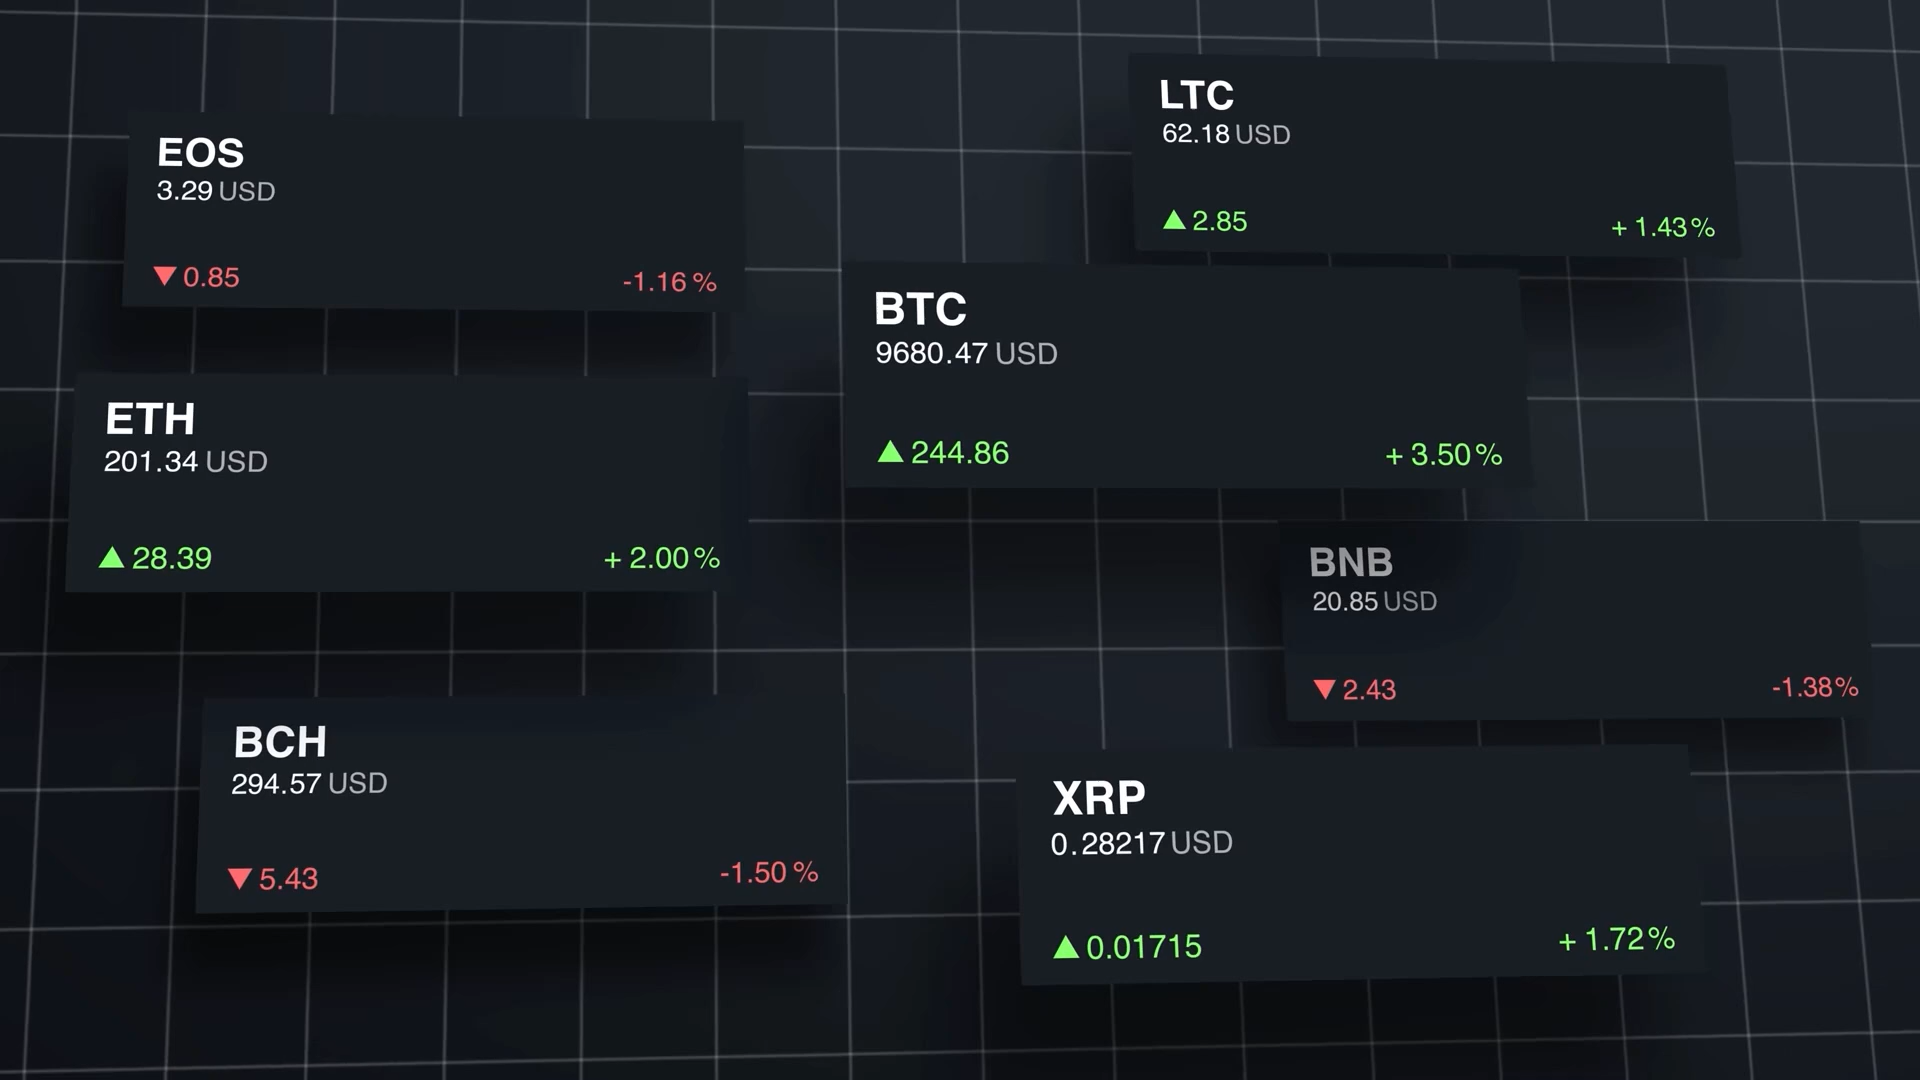 EOS
3.29 USD
▼ 0.85
-1.16 %
LTC
62.18 USD
▲ 2.85
+ 1.43%
BTC
9680.47 USD
▲ 244.86
+ 3.50%
ETH
201.34 USD
▲ 28.39
+ 2.00%
BNB
20.85 USD
▼ 2.43
-1.38%
BCH
294.57 USD
▼ 5.43
-1.50 %
XRP
0.28217 USD
▲ 0.01715
+ 1.72%